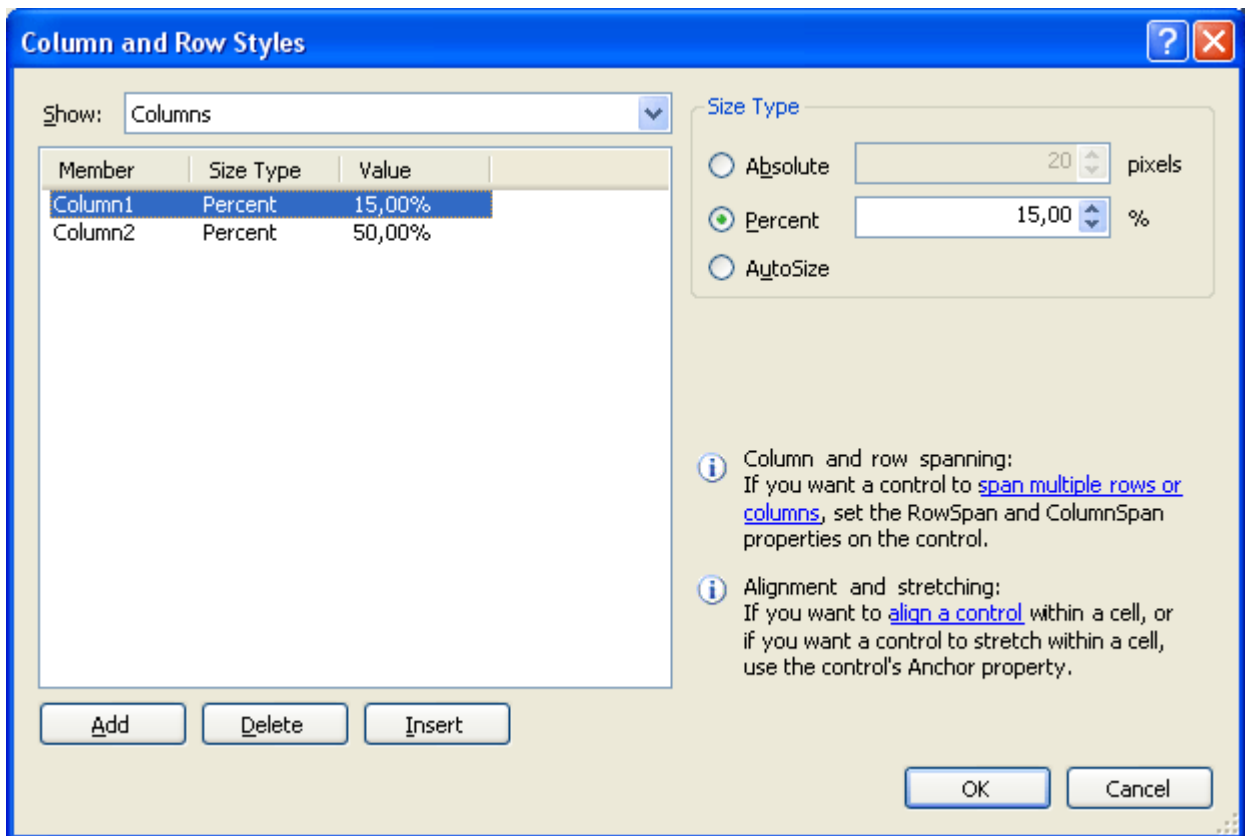 Column and Row Styles
Show: Columns
Member Size Type Value
Column1 Percent 15,00%
Column2 Percent 50,00%
Add Delete Insert
Size Type
Absolute 20 pixels
Percent 15,00 %
AutoSize
Column and row spanning:
If you want a control to span multiple rows or
columns, set the RowSpan and ColumnSpan
properties on the control.
Alignment and stretching:
If you want to align a control within a cell, or
if you want a control to stretch within a cell,
use the control's Anchor property.
OK Cancel